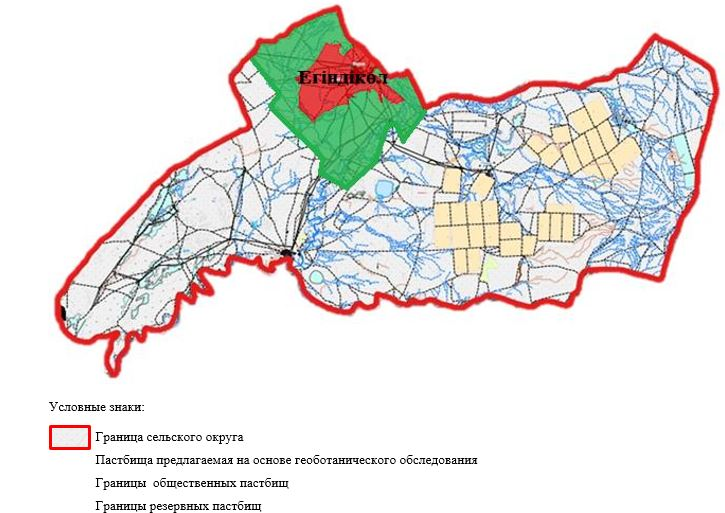 Егіндікөл
Условные знаки:
Граница сельского округа
Пастбища предлагаемая на основе геоботанического обследования
Границы общественных пастбищ
Границы резервных пастбищ